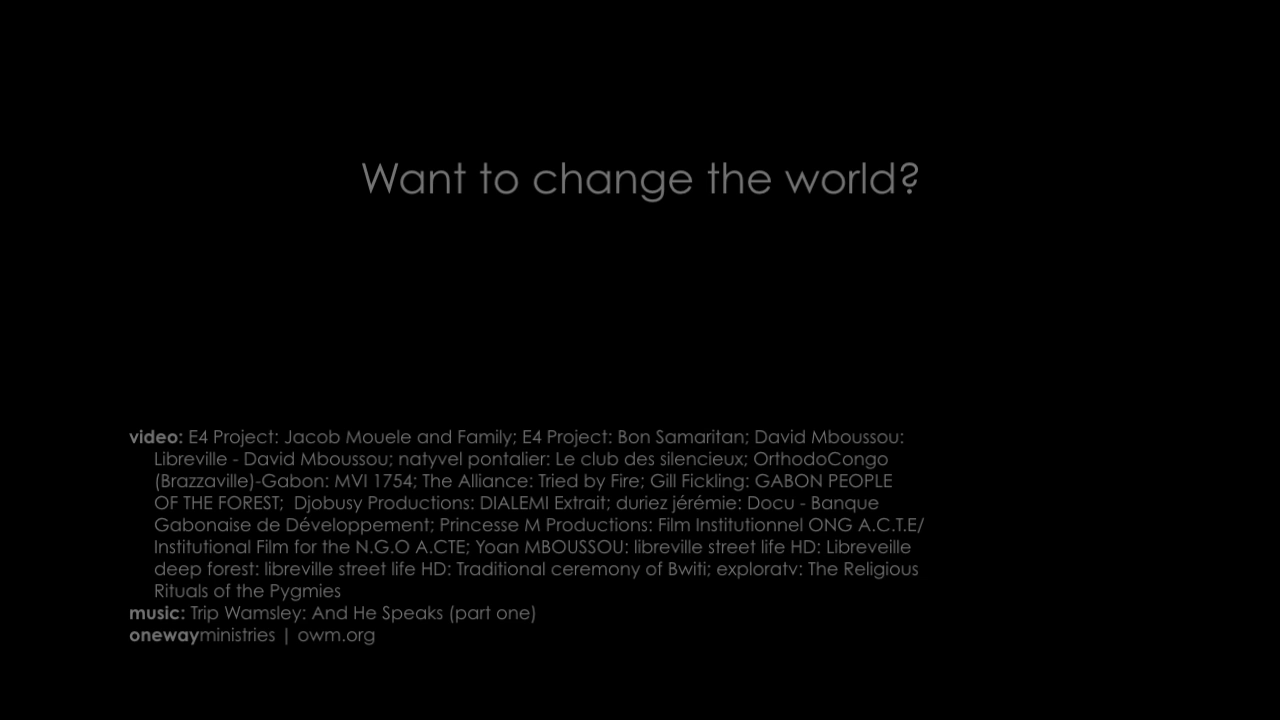 Want to change the world?
video: E4 Project: Jacob Mouele and Family; E4 Project: Bon Samaritan; David Mboussou:
Libreville - David Mboussou; natyvel pontalier: Le club des silencieux; OrthodoCongo
(Brazzaville)-Gabon: MVI 1754; The Alliance: Tried by Fire; Gill Fickling: GABON PEOPLE
OF THE FOREST;  Djobusy Productions: DIALEMI Extrait; duriez jérémie: Docu - Banque
Gabonaise de Développement; Princesse M Productions: Film Institutionnel ONG A.C.T.E/
Institutional Film for the N.G.O A.CTE; Yoan MBOUSSOU: libreville street life HD: Libreveille
deep forest: libreville street life HD: Traditional ceremony of Bwiti; exploratv: The Religious
Rituals of the Pygmies
music: Trip Wamsley: And He Speaks (part one)
onewayministries | owm.org